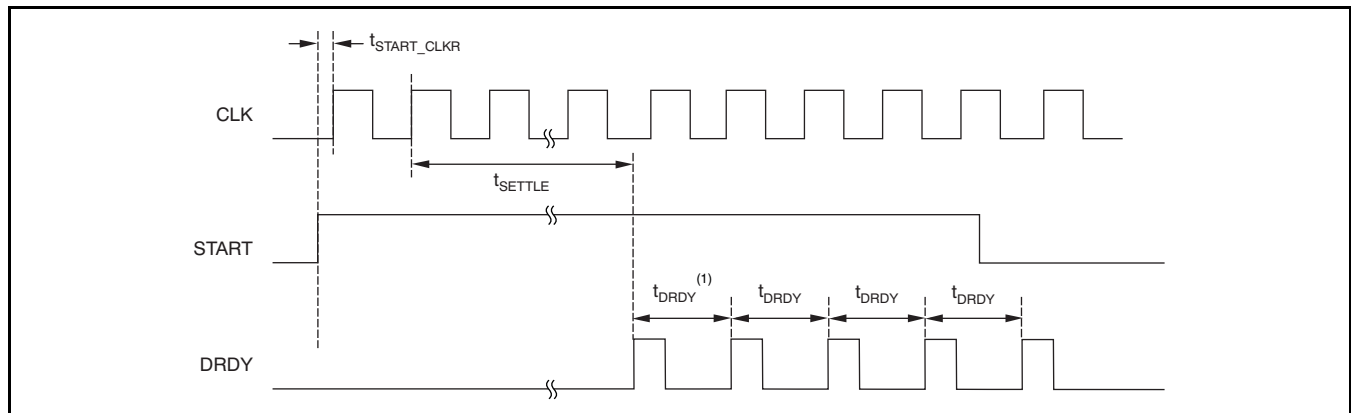 tSTART_CLKR
CLK
tSETTLE
START
tDRDY(1) tDRDY tDRDY tDRDY
DRDY